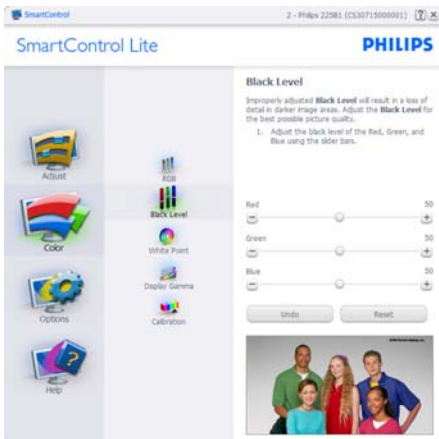 SmartControl
2 - Philips 225B1 (CS30715000001)
SmartControl Lite
PHILIPS
Adjust
Color
Options
Help
RGB
Black Level
White Point
Display Gamma
Calibration
Black Level
Improperly adjusted Black Level will result in a loss of
detail in darker image areas. Adjust the Black Level for
the best possible picture quality.
1. Adjust the black level of the Red, Green, and
Blue using the slider bars.
Red 50
Green 50
Blue 50
Undo
Reset